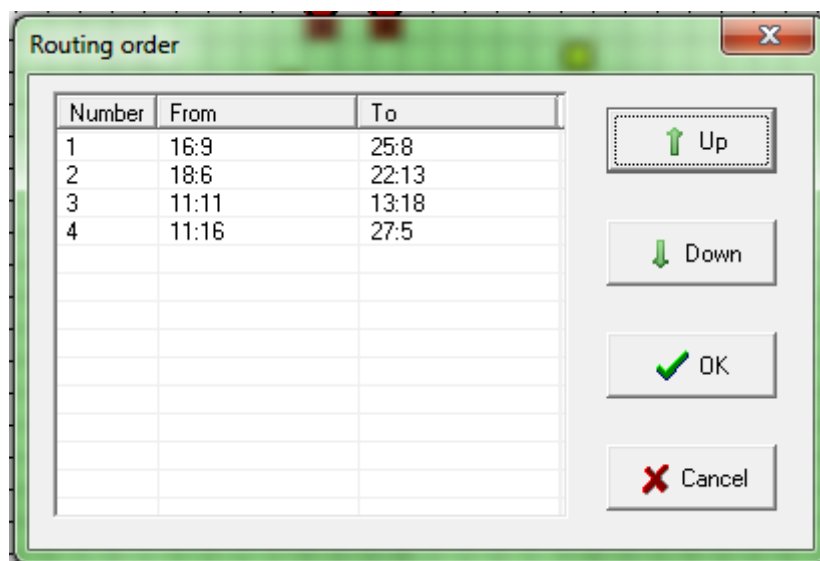 Routing order
Number From To
1 16:9 25:8
2 18:6 22:13
3 11:11 13:18
4 11:16 27:5
Up
Down
OK
Cancel